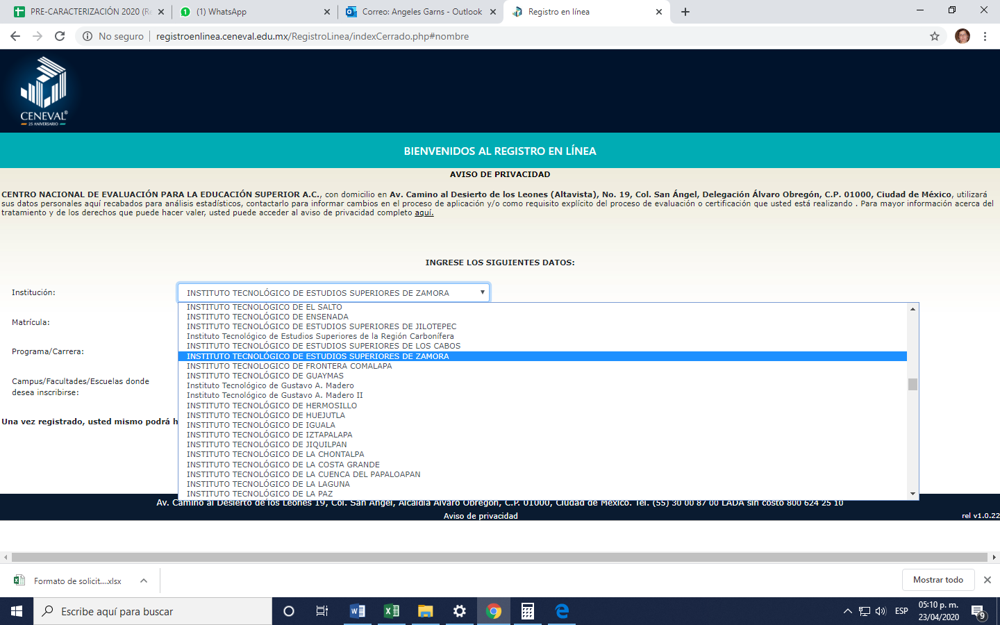 PRE-CARACTERIZACIÓN 2020 (Re
(1) WhatsApp
Correo: Angeles Garns - Outlook
Registro en línea
No seguro
registroenlinea.ceneval.edu.mx/RegistroLinea/indexCerrado.php#nombre
CENEVAL®
25 ANIVERSARIO
BIENVENIDOS AL REGISTRO EN LÍNEA
AVISO DE PRIVACIDAD
CENTRO NACIONAL DE EVALUACIÓN PARA LA EDUCACIÓN SUPERIOR A.C., con domicilio en Av. Camino al Desierto de los Leones (Altavista), No. 19, Col. San Ángel, Delegación Álvaro Obregón, C.P. 01000, Ciudad de México, utilizará
sus datos personales aquí recabados para análisis estadísticos, contactarlo para informar cambios en el proceso de aplicación y/o como requisito explícito del proceso de evaluación o certificación que usted está realizando . Para mayor información acerca del
tratamiento y de los derechos que puede hacer valer, usted puede acceder al aviso de privacidad completo aquí.
INGRESE LOS SIGUIENTES DATOS:
Institución:
INSTITUTO TECNOLÓGICO DE ESTUDIOS SUPERIORES DE ZAMORA
INSTITUTO TECNOLÓGICO DE EL SALTO
INSTITUTO TECNOLÓGICO DE ENSENADA
INSTITUTO TECNOLÓGICO DE ESTUDIOS SUPERIORES DE JILOTEPEC
Instituto Tecnológico de Estudios Superiores de la Región Carbonífera
INSTITUTO TECNOLÓGICO DE ESTUDIOS SUPERIORES DE LOS CABOS
INSTITUTO TECNOLÓGICO DE ESTUDIOS SUPERIORES DE ZAMORA
INSTITUTO TECNOLOGICO DE FRONTERA COMALAPA
INSTITUTO TECNOLÓGICO DE GUAYMAS
Instituto Tecnológico de Gustavo A. Madero
Instituto Tecnológico de Gustavo A. Madero II
INSTITUTO TECNOLÓGICO DE HERMOSILLO
INSTITUTO TECNOLÓGICO DE HUEJUTLA
INSTITUTO TECNOLÓGICO DE IGUALA
INSTITUTO TECNOLÓGICO DE IZTAPALAPA
INSTITUTO TECNOLÓGICO DE JIQUILPAN
INSTITUTO TECNOLÓGICO DE LA CHONTALPA
INSTITUTO TECNOLÓGICO DE LA COSTA GRANDE
INSTITUTO TECNOLÓGICO DE LA CUENCA DEL PAPALOAPAN
INSTITUTO TECNOLÓGICO DE LA LAGUNA
INSTITUTO TECNOLÓGICO DE LA PAZ
Matrícula:
Programa/Carrera:
Campus/Facultades/Escuelas donde
desea inscribirse:
Una vez registrado, usted mismo podrá h
Av. Camino al Desierto de los Leones 19, Col. San Ángel, Alcaldía Álvaro Obregón, C.P. 01000, Ciudad de México. Tel. (55) 30 00 87 00 LADA sin costo 800 624 25 10
Aviso de privacidad
rel v1.0.22
Formato de solicit....xlsx
Mostrar todo
Escribe aquí para buscar
ESP
05:10 p. m.
23/04/2020
9